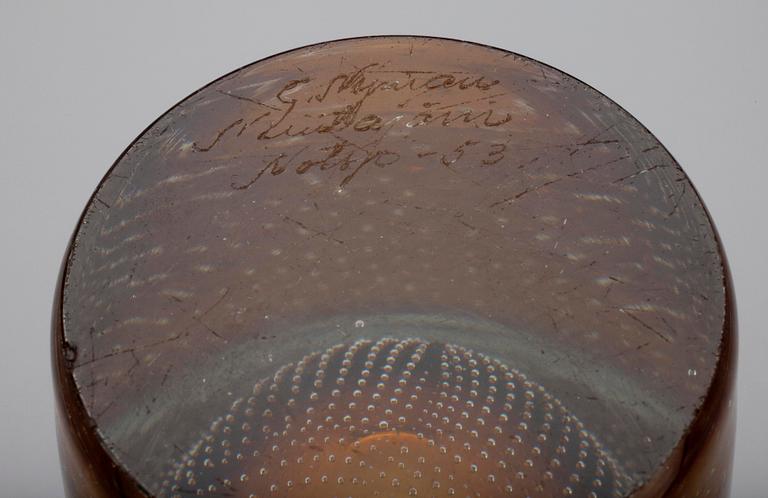 G. Nyman
Nuutajärvi
Notsjö - 53